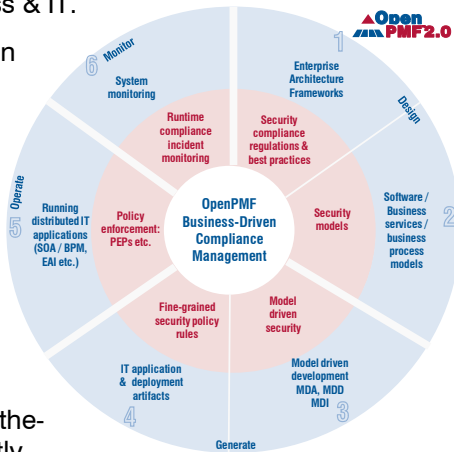 ss & IT.
n
Open
PMF2.0
6 Monitor
System
monitoring
1
Enterprise
Architecture
Frameworks
Design
Runtime
compliance
incident
monitoring
Security
compliance
regulations &
best practices
Operate
5
Running
distributed IT
applications
(SOA / BPM,
EAI etc.)
Policy
enforcement:
PEPs etc.
OpenPMF
Business-Driven
Compliance
Management
Security
models
Software /
Business
services /
business
process
models
2
Fine-grained
security policy
rules
Model
driven
security
IT application
& deployment
artifacts
4
Model driven
development
MDA, MDD
MDI
3
the-
tly
Generate